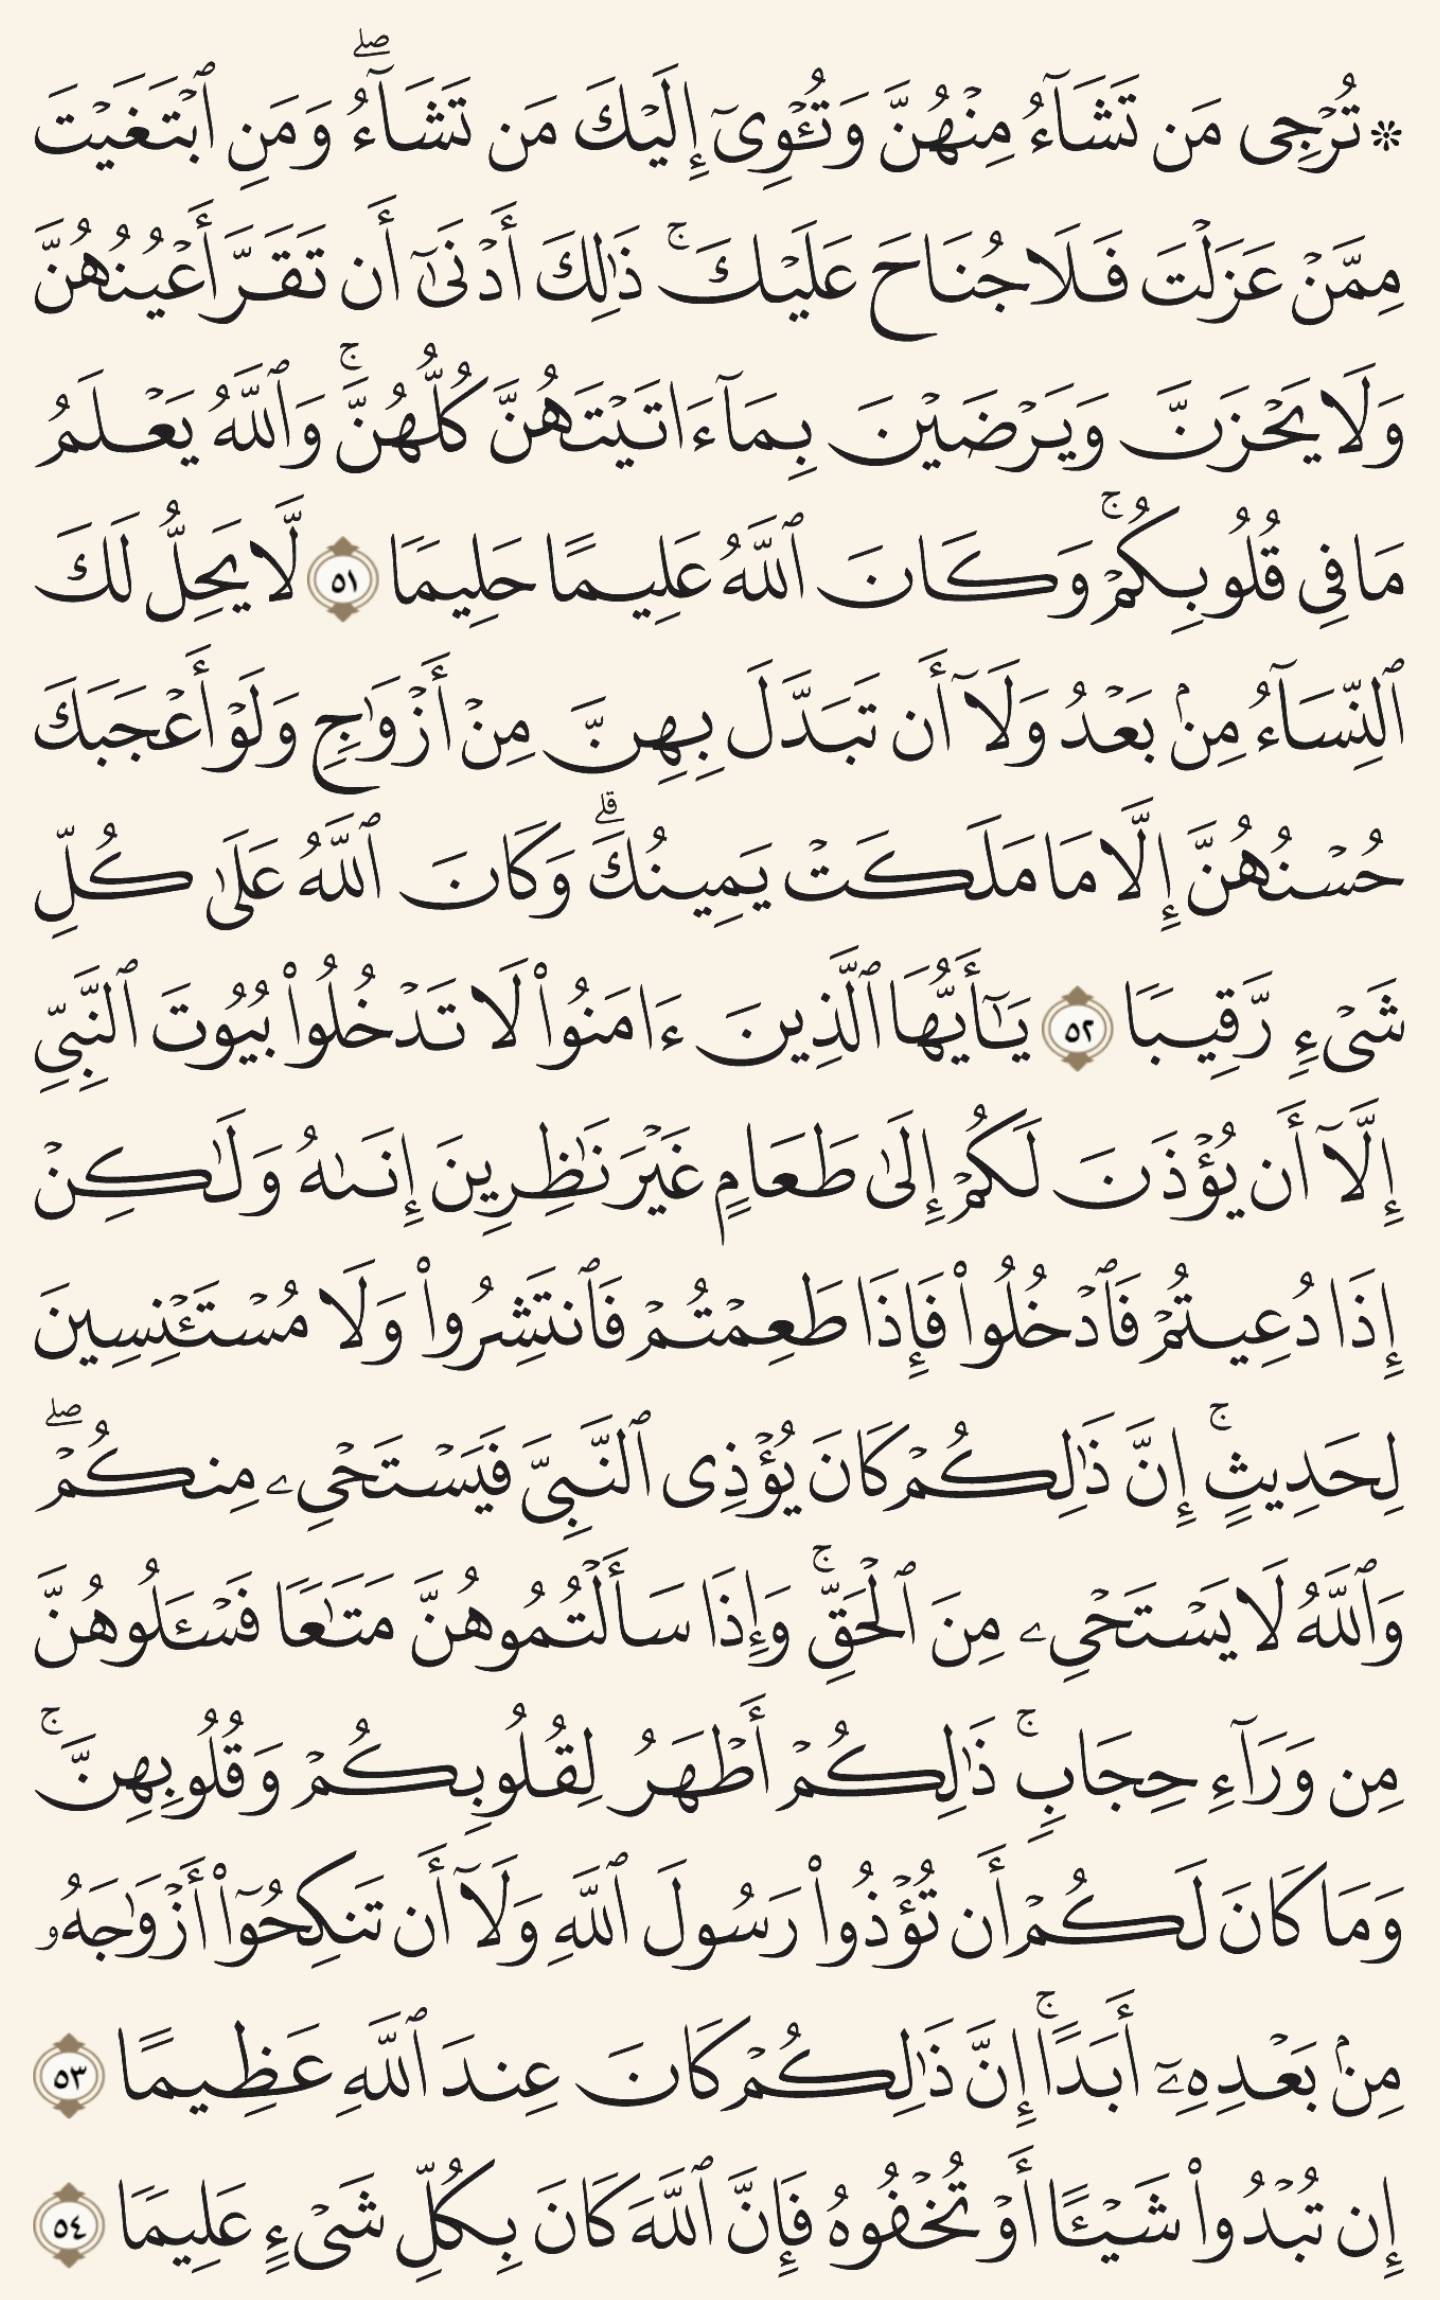 ۞ تُرۡجِي مَن تَشَآءُ مِنۡهُنَّ وَتُـٔۡوِيٓ إِلَيۡكَ مَن تَشَآءُۖ وَمَنِ ٱبۡتَغَيۡتَ
مِمَّنۡ عَزَلۡتَ فَلَا جُنَاحَ عَلَيۡكَۚ ذَٰلِكَ أَدۡنَىٰٓ أَن تَقَرَّ أَعۡيُنُهُنَّ
وَلَا يَحۡزَنَّ وَيَرۡضَيۡنَ بِمَآ ءَاتَيۡتَهُنَّ كُلُّهُنَّۚ وَٱللَّهُ يَعۡلَمُ
مَا فِي قُلُوبِكُمۡۚ وَكَانَ ٱللَّهُ عَلِيمًا حَلِيمٗا ٥١ لَّا يَحِلُّ لَكَ
ٱلنِّسَآءُ مِنۢ بَعۡدُ وَلَآ أَن تَبَدَّلَ بِهِنَّ مِنۡ أَزۡوَٰجٖ وَلَوۡ أَعۡجَبَكَ
حُسۡنُهُنَّ إِلَّا مَا مَلَكَتۡ يَمِينُكَۗ وَكَانَ ٱللَّهُ عَلَىٰ كُلِّ
شَيۡءٖ رَّقِيبٗا ٥٢ يَـٰٓأَيُّهَا ٱلَّذِينَ ءَامَنُواْ لَا تَدۡخُلُواْ بُيُوتَ ٱلنَّبِيِّ
إِلَّآ أَن يُؤۡذَنَ لَكُمۡ إِلَىٰ طَعَامٍ غَيۡرَ نَٰظِرِينَ إِنَىٰهُ وَلَٰكِنۡ
إِذَا دُعِيتُمۡ فَٱدۡخُلُواْ فَإِذَا طَعِمۡتُمۡ فَٱنتَشِرُواْ وَلَا مُسۡتَـٔۡنِسِينَ
لِحَدِيثٍۚ إِنَّ ذَٰلِكُمۡ كَانَ يُؤۡذِي ٱلنَّبِيَّ فَيَسۡتَحۡيِۦ مِنكُمۡۖ
وَٱللَّهُ لَا يَسۡتَحۡيِۦ مِنَ ٱلۡحَقِّۚ وَإِذَا سَأَلۡتُمُوهُنَّ مَتَٰعٗا فَسۡـَٔلُوهُنَّ
مِن وَرَآءِ حِجَابٖۚ ذَٰلِكُمۡ أَطۡهَرُ لِقُلُوبِكُمۡ وَقُلُوبِهِنَّۚ
وَمَا كَانَ لَكُمۡ أَن تُؤۡذُواْ رَسُولَ ٱللَّهِ وَلَآ أَن تَنكِحُوٓاْ أَزۡوَٰجَهُۥ
مِنۢ بَعۡدِهِۦٓ أَبَدًاۚ إِنَّ ذَٰلِكُمۡ كَانَ عِندَ ٱللَّهِ عَظِيمًا ٥٣
إِن تُبۡدُواْ شَيۡـًٔا أَوۡ تُخۡفُوهُ فَإِنَّ ٱللَّهَ كَانَ بِكُلِّ شَيۡءٍ عَلِيمٗا ٥٤